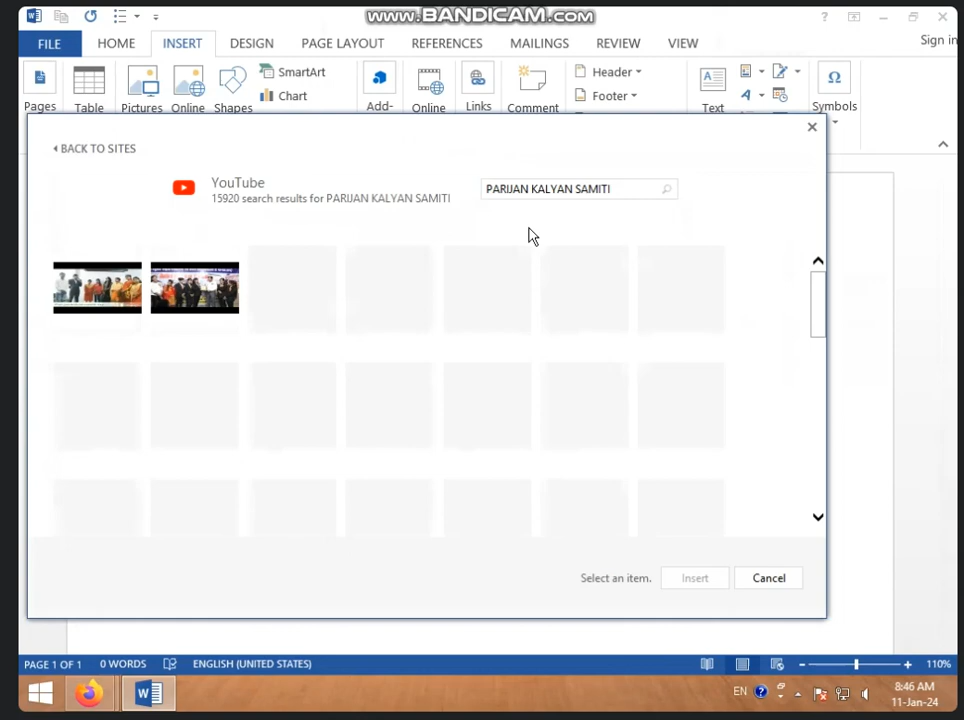 www.BANDICAM.com
Sign in
FILE HOME INSERT DESIGN PAGE LAYOUT REFERENCES MAILINGS REVIEW VIEW
Pages Table Pictures Online Shapes SmartArt Chart Add- Online Links Comment Header Footer Text Symbols
BACK TO SITES
YouTube
15920 search results for PARIJAN KALYAN SAMITI
PARIJAN KALYAN SAMITI
Select an item. Insert Cancel
PAGE 1 OF 1 0 WORDS ENGLISH (UNITED STATES) 110%
EN 8:46 AM
11-Jan-24